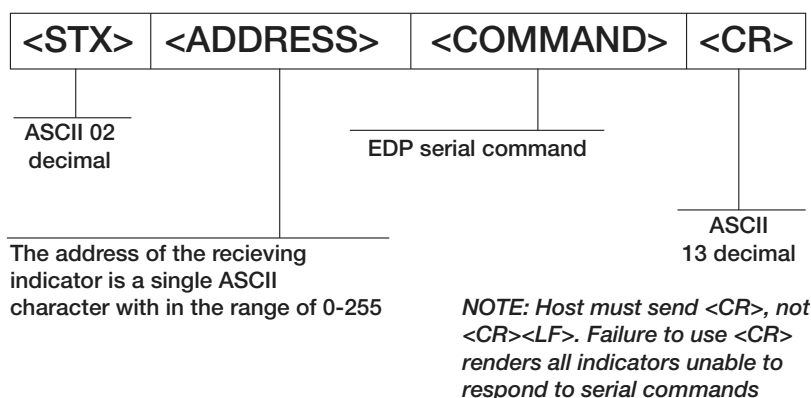 <STX> <ADDRESS> <COMMAND> <CR>
ASCII 02
decimal
EDP serial command
ASCII
13 decimal
The address of the recieving
indicator is a single ASCII
character with in the range of 0-255
NOTE: Host must send <CR>, not
<CR><LF>. Failure to use <CR>
renders all indicators unable to
respond to serial commands